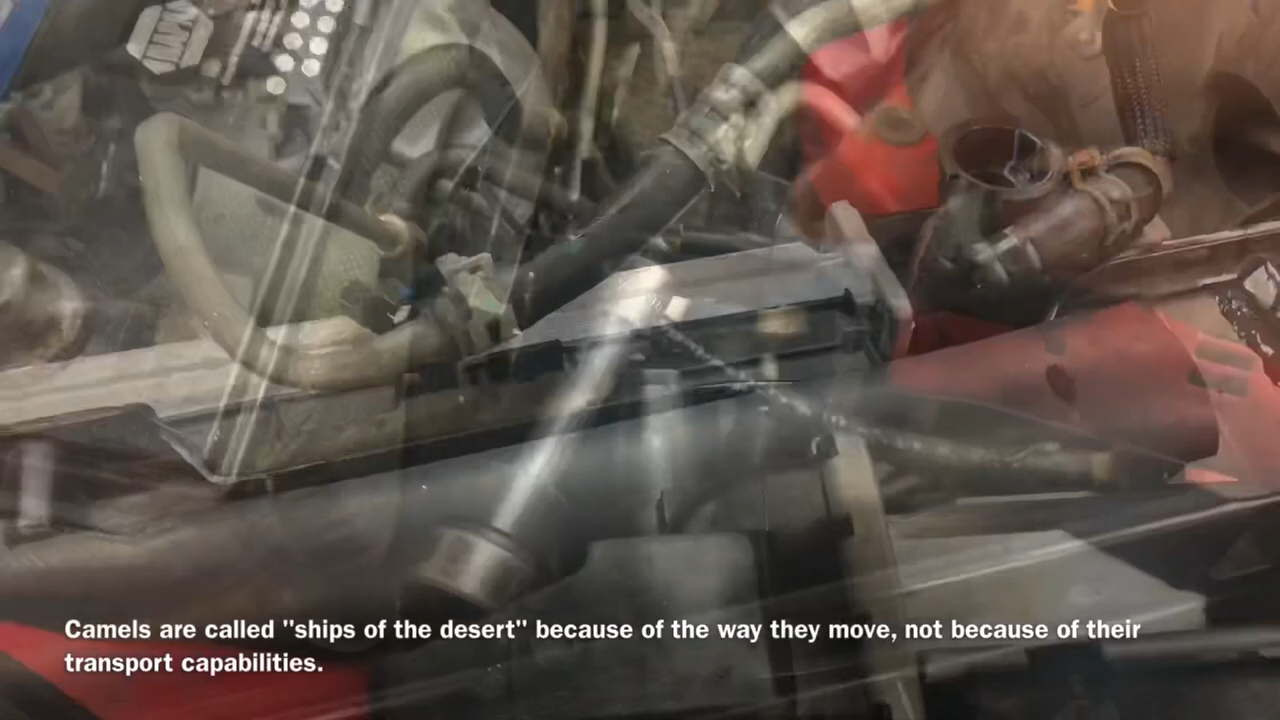 Camels are called "ships of the desert" because of the way they move, not because of their
transport capabilities.